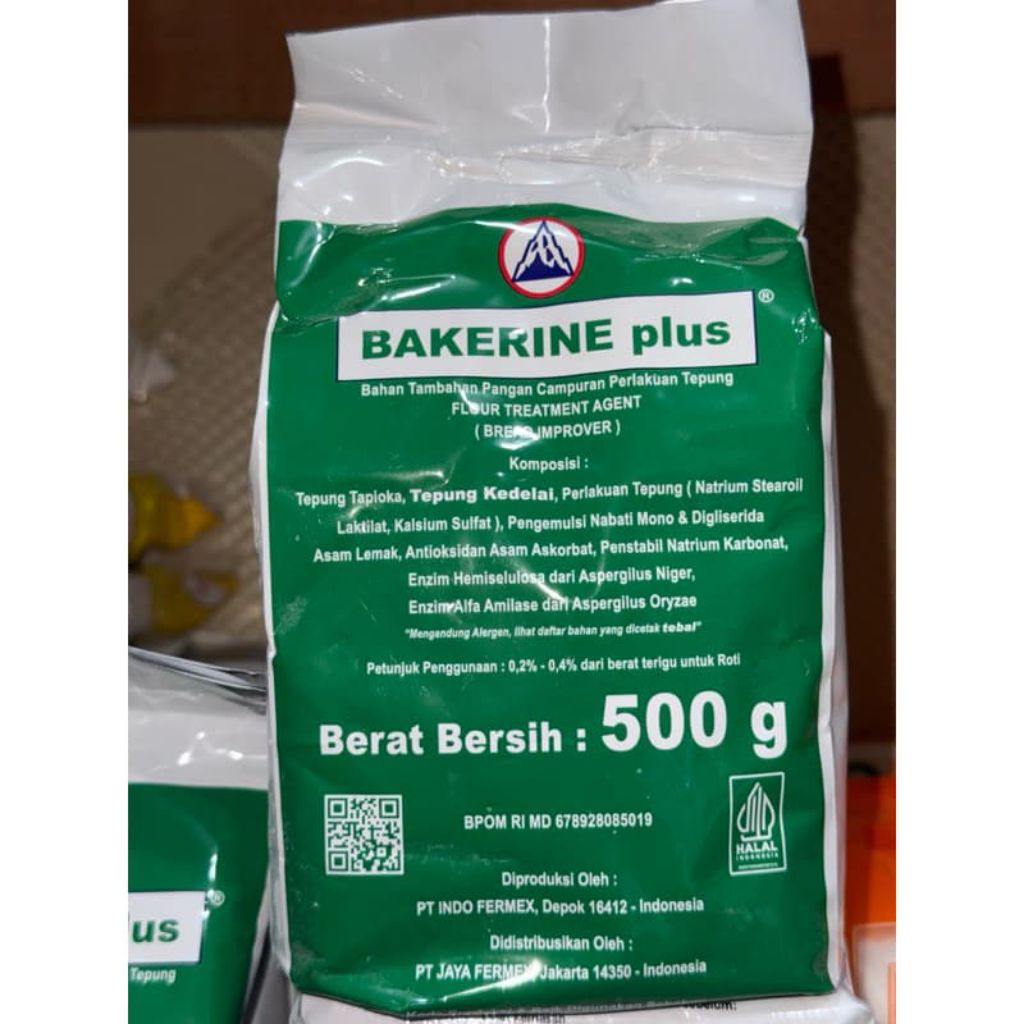 BAKERINE plus ®
Bahan Tambahan Pangan Campuran Perlakuan Tepung
FLOUR TREATMENT AGENT
( BREAD IMPROVER )
Komposisi :
Tepung Tapioka, Tepung Kedelai, Perlakuan Tepung ( Natrium Stearoil
Laktilat, Kalsium Sulfat ), Pengemulsi Nabati Mono & Digliserida
Asam Lemak, Antioksidan Asam Askorbat, Penstabil Natrium Karbonat,
Enzim Hemiselulosa dari Aspergilus Niger,
Enzim Alfa Amilase dari Aspergilus Oryzae
"Mengandung Alergen, lihat daftar bahan yang dicetak tebal"
Petunjuk Penggunaan : 0,2% - 0,4% dari berat terigu untuk Roti
Berat Bersih : 500 g
BPOM RI MD 678928085019
HALAL
INDONESIA
Diproduksi Oleh :
PT INDO FERMEX, Depok 16412 - Indonesia
Didistribusikan Oleh :
PT JAYA FERMEX, Jakarta 14350 - Indonesia
lus ®
Tepung